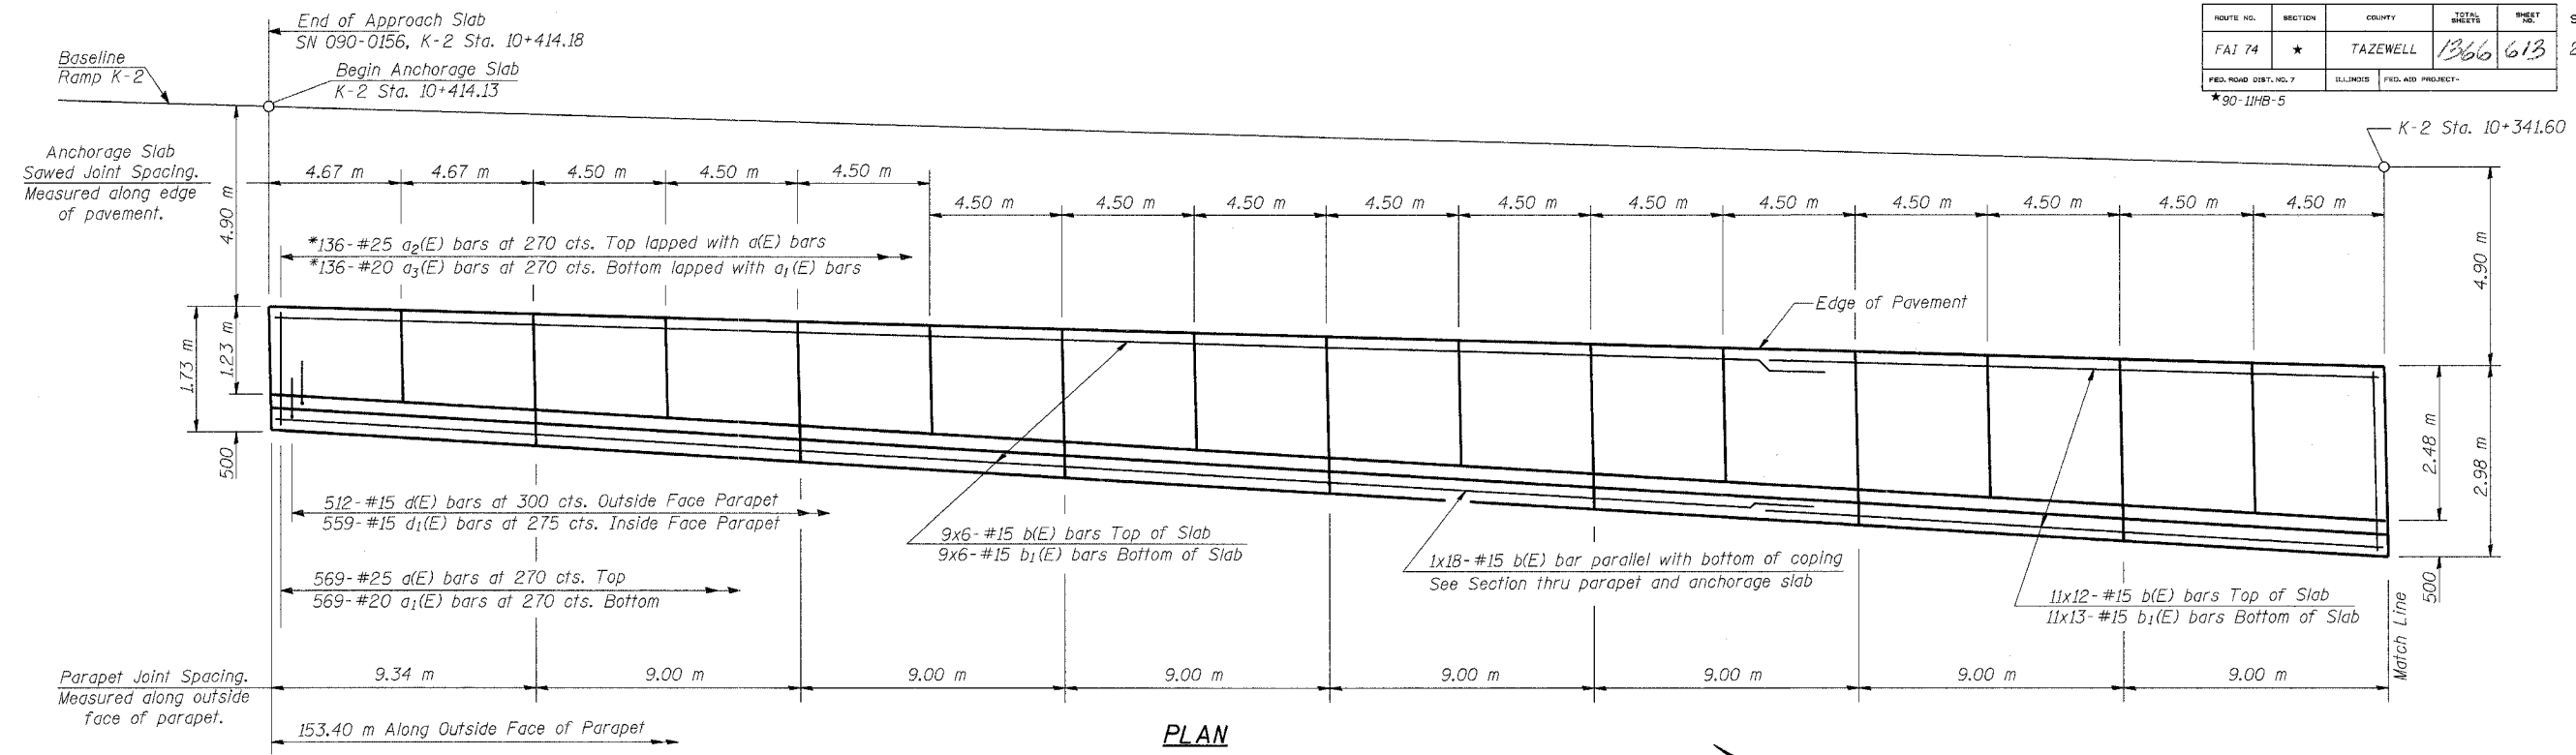 End of Approach Slab
SN 090-0156, K-2 Sta. 10+414.18
Baseline
Ramp K-2
Begin Anchorage Slab
K-2 Sta. 10+414.13
ROUTE NO. SECTION COUNTY TOTAL SHEETS SHEET NO.
FAI 74 ★ TAZEWELL 1366 613
FED. ROAD DIST. NO. 7 ILLINOIS FED. AID PROJECT-
★90-11HB-5
K-2 Sta. 10+341.60
Anchorage Slab
Sawed Joint Spacing.
Measured along edge
of pavement.
4.67 m 4.67 m 4.50 m 4.50 m 4.50 m
4.50 m 4.50 m 4.50 m 4.50 m 4.50 m 4.50 m 4.50 m 4.50 m 4.50 m 4.50 m 4.50 m
4.90 m
4.90 m
*136-#25 a2(E) bars at 270 cts. Top lapped with a(E) bars
*136-#20 a3(E) bars at 270 cts. Bottom lapped with a1(E) bars
Edge of Pavement
1.73 m
1.23 m
500
2.48 m
2.98 m
500
512-#15 d(E) bars at 300 cts. Outside Face Parapet
559-#15 d1(E) bars at 275 cts. Inside Face Parapet
9x6-#15 b(E) bars Top of Slab
9x6-#15 b1(E) bars Bottom of Slab
1x18-#15 b(E) bar parallel with bottom of coping
See Section thru parapet and anchorage slab
569-#25 a(E) bars at 270 cts. Top
569-#20 a1(E) bars at 270 cts. Bottom
11x12-#15 b(E) bars Top of Slab
11x13-#15 b1(E) bars Bottom of Slab
Match Line
Parapet Joint Spacing.
Measured along outside
face of parapet.
9.34 m 9.00 m 9.00 m 9.00 m 9.00 m 9.00 m 9.00 m 9.00 m
153.40 m Along Outside Face of Parapet
PLAN